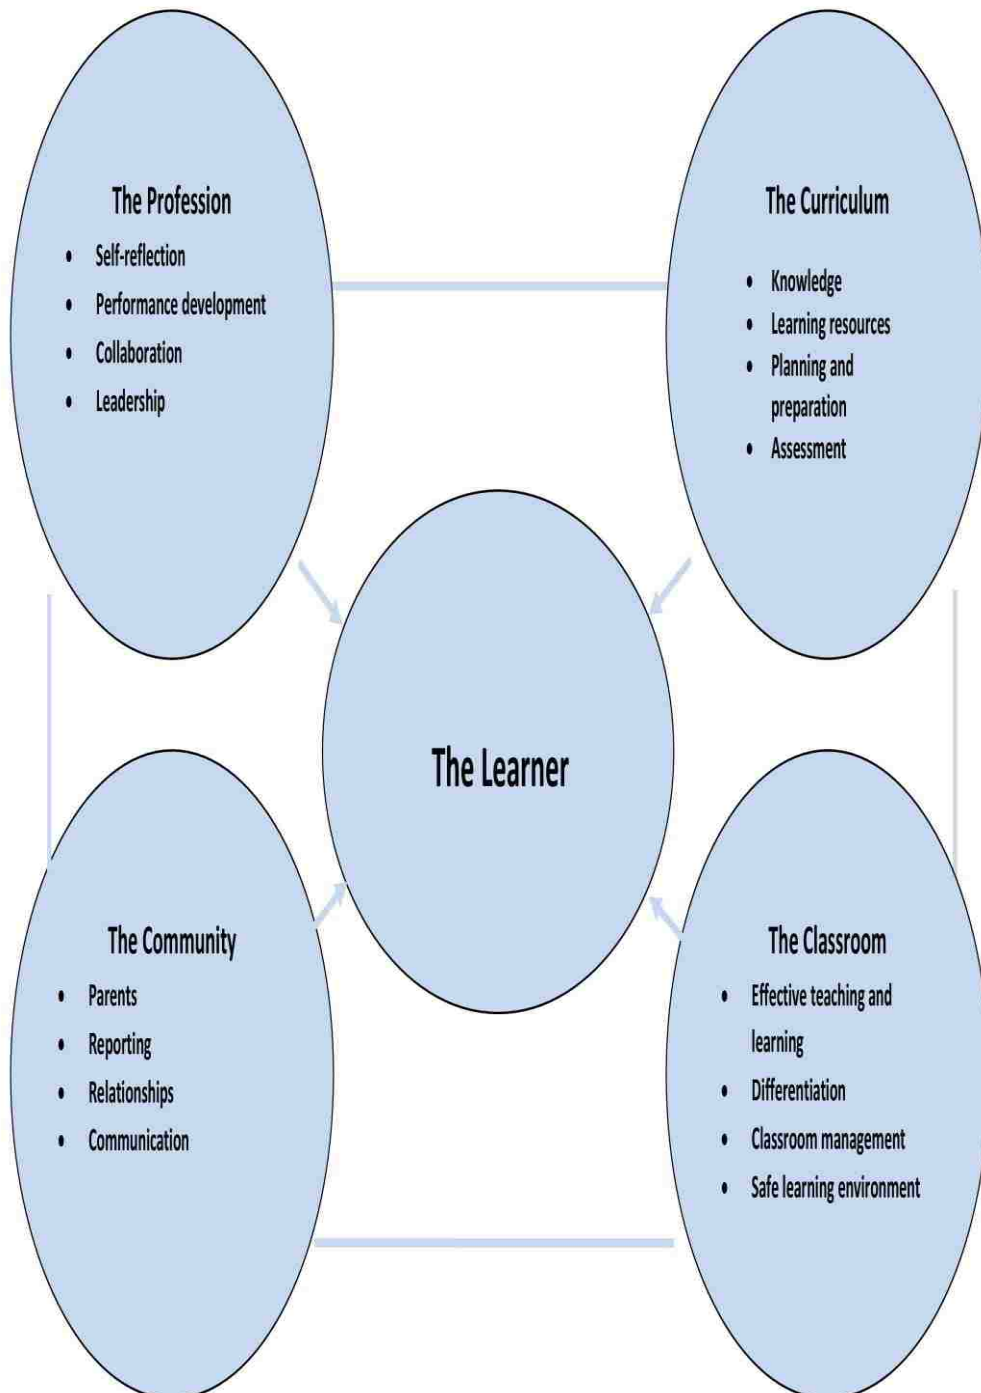 The Profession
• Self-reflection
• Performance development
• Collaboration
• Leadership
The Curriculum
• Knowledge
• Learning resources
• Planning and
preparation
• Assessment
The Learner
The Community
• Parents
• Reporting
• Relationships
• Communication
The Classroom
• Effective teaching and
learning
• Differentiation
• Classroom management
• Safe learning environment